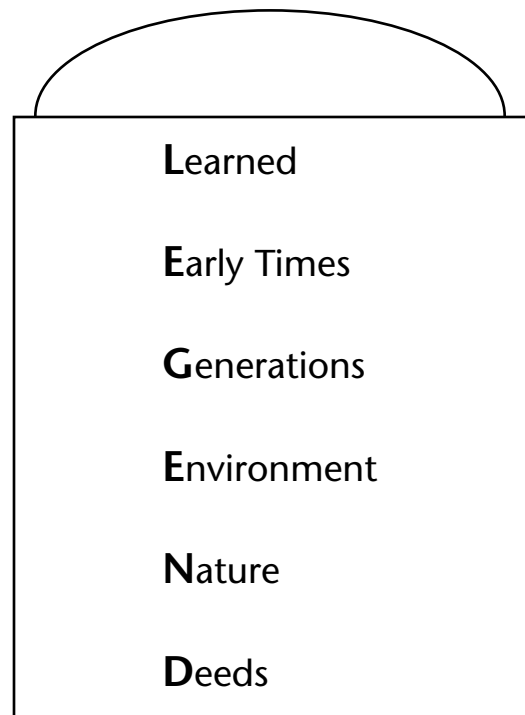 Learned
Early Times
Generations
Environment
Nature
Deeds